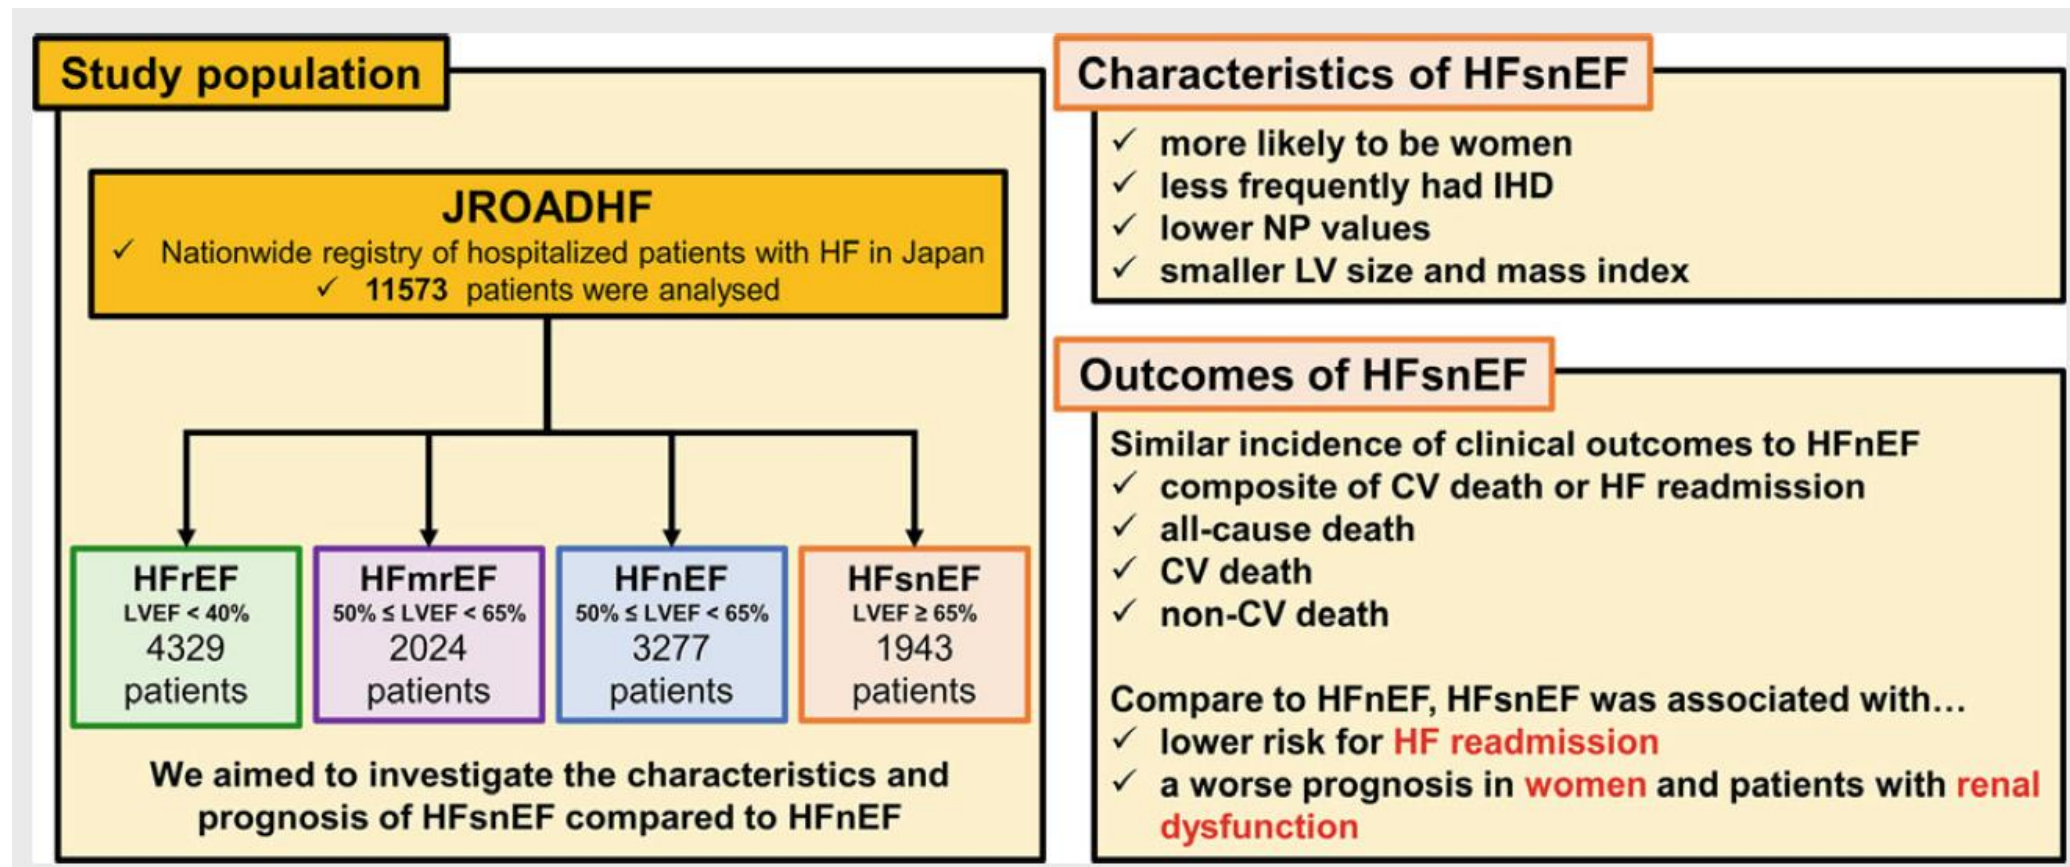 Study population
JROADHF
✓ Nationwide registry of hospitalized patients with HF in Japan
✓ 11573 patients were analysed
HFrEF
LVEF < 40%
4329
patients
HFmrEF
50% ≤ LVEF < 65%
2024
patients
HFnEF
50% ≤ LVEF < 65%
3277
patients
HFsnEF
LVEF ≥ 65%
1943
patients
We aimed to investigate the characteristics and
prognosis of HFsnEF compared to HFnEF
Characteristics of HFsnEF
✓ more likely to be women
✓ less frequently had IHD
✓ lower NP values
✓ smaller LV size and mass index
Outcomes of HFsnEF
Similar incidence of clinical outcomes to HFnEF
✓ composite of CV death or HF readmission
✓ all-cause death
✓ CV death
✓ non-CV death
Compare to HFnEF, HFsnEF was associated with...
✓ lower risk for HF readmission
✓ a worse prognosis in women and patients with renal
dysfunction